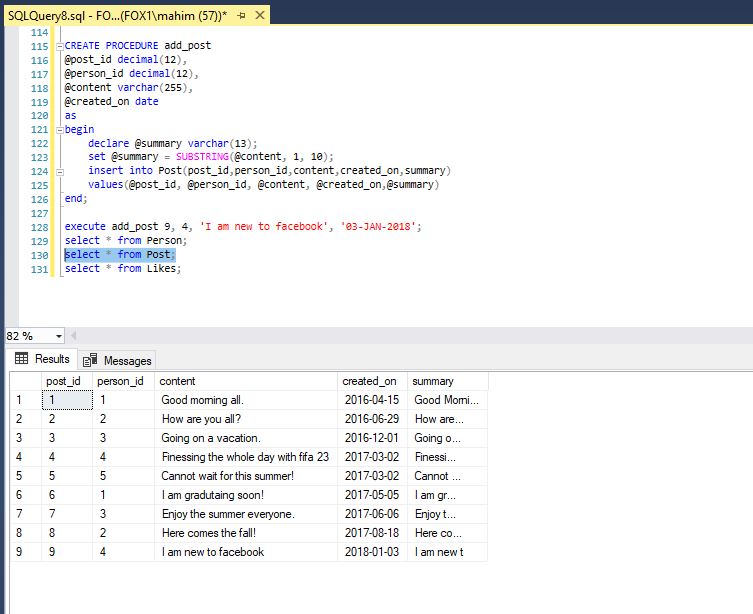 SQLQuery8.sql - FO...(FOX1\mahim (57))*
114
115 CREATE PROCEDURE add_post
116 @post_id decimal(12),
117 @person_id decimal(12),
118 @content varchar(255),
119 @created_on date
120 as
121 begin
122 declare @summary varchar(13);
123 set @summary = SUBSTRING(@content, 1, 10);
124 insert into Post(post_id,person_id,content,created_on,summary)
125 values(@post_id, @person_id, @content, @created_on,@summary)
126 end;
127
128 execute add_post 9, 4, 'I am new to facebook', '03-JAN-2018';
129 select * from Person;
130 select * from Post;
131 select * from Likes;
82 %
Results Messages
post_id person_id content created_on summary
1 1 1 Good morning all. 2016-04-15 Good Morni...
2 2 2 How are you all? 2016-06-29 How are...
3 3 3 Going on a vacation. 2016-12-01 Going o...
4 4 4 Finessing the whole day with fifa 23 2017-03-02 Finessi...
5 5 5 Cannot wait for this summer! 2017-03-02 Cannot ...
6 6 1 I am gradutaing soon! 2017-05-05 I am gr...
7 7 3 Enjoy the summer everyone. 2017-06-06 Enjoy t...
8 8 2 Here comes the fall! 2017-08-18 Here co...
9 9 4 I am new to facebook 2018-01-03 I am new t